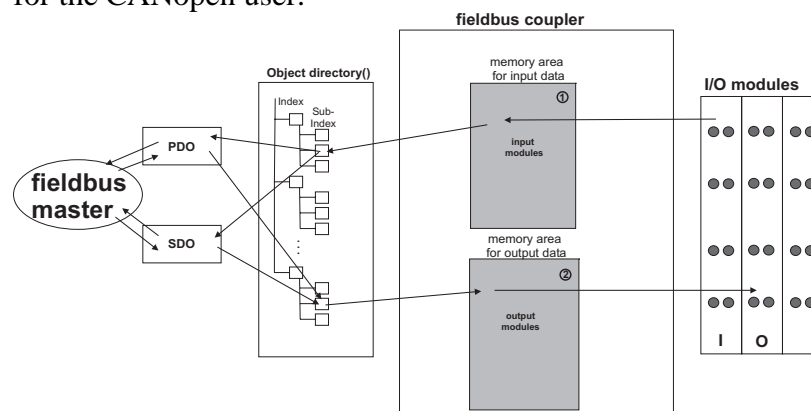 for the CANopen user.
fieldbus coupler
memory area
for input data
Object directory()
I/O modules
Index
Sub-
Index
①
input
modules
PDO
fieldbus
master
SDO
memory area
for output data
②
output
modules
I
O